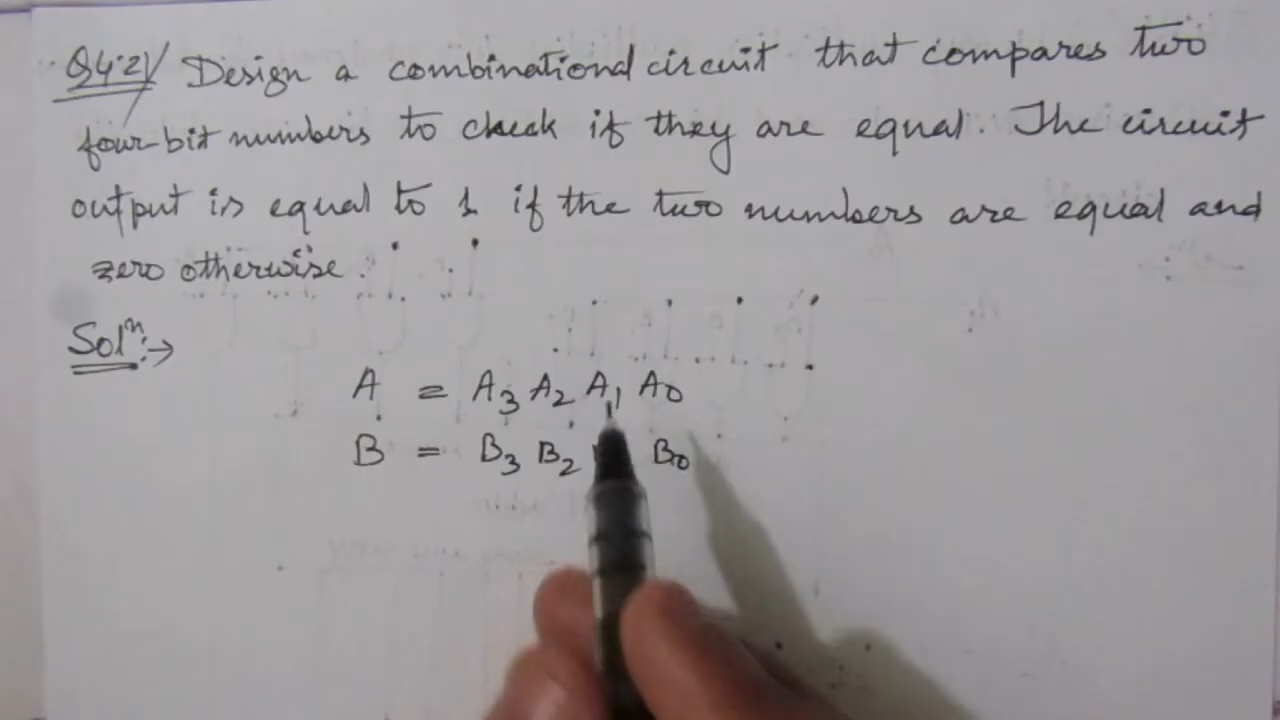 Q4.21/ Design a combinational circuit that compares two
four-bit numbers to check if they are equal. The circuit
output is equal to 1 if the two numbers are equal and
zero otherwise.
Solⁿ:→
A = A₃ A₂ A₁ A₀
B = B₃ B₂ B₀